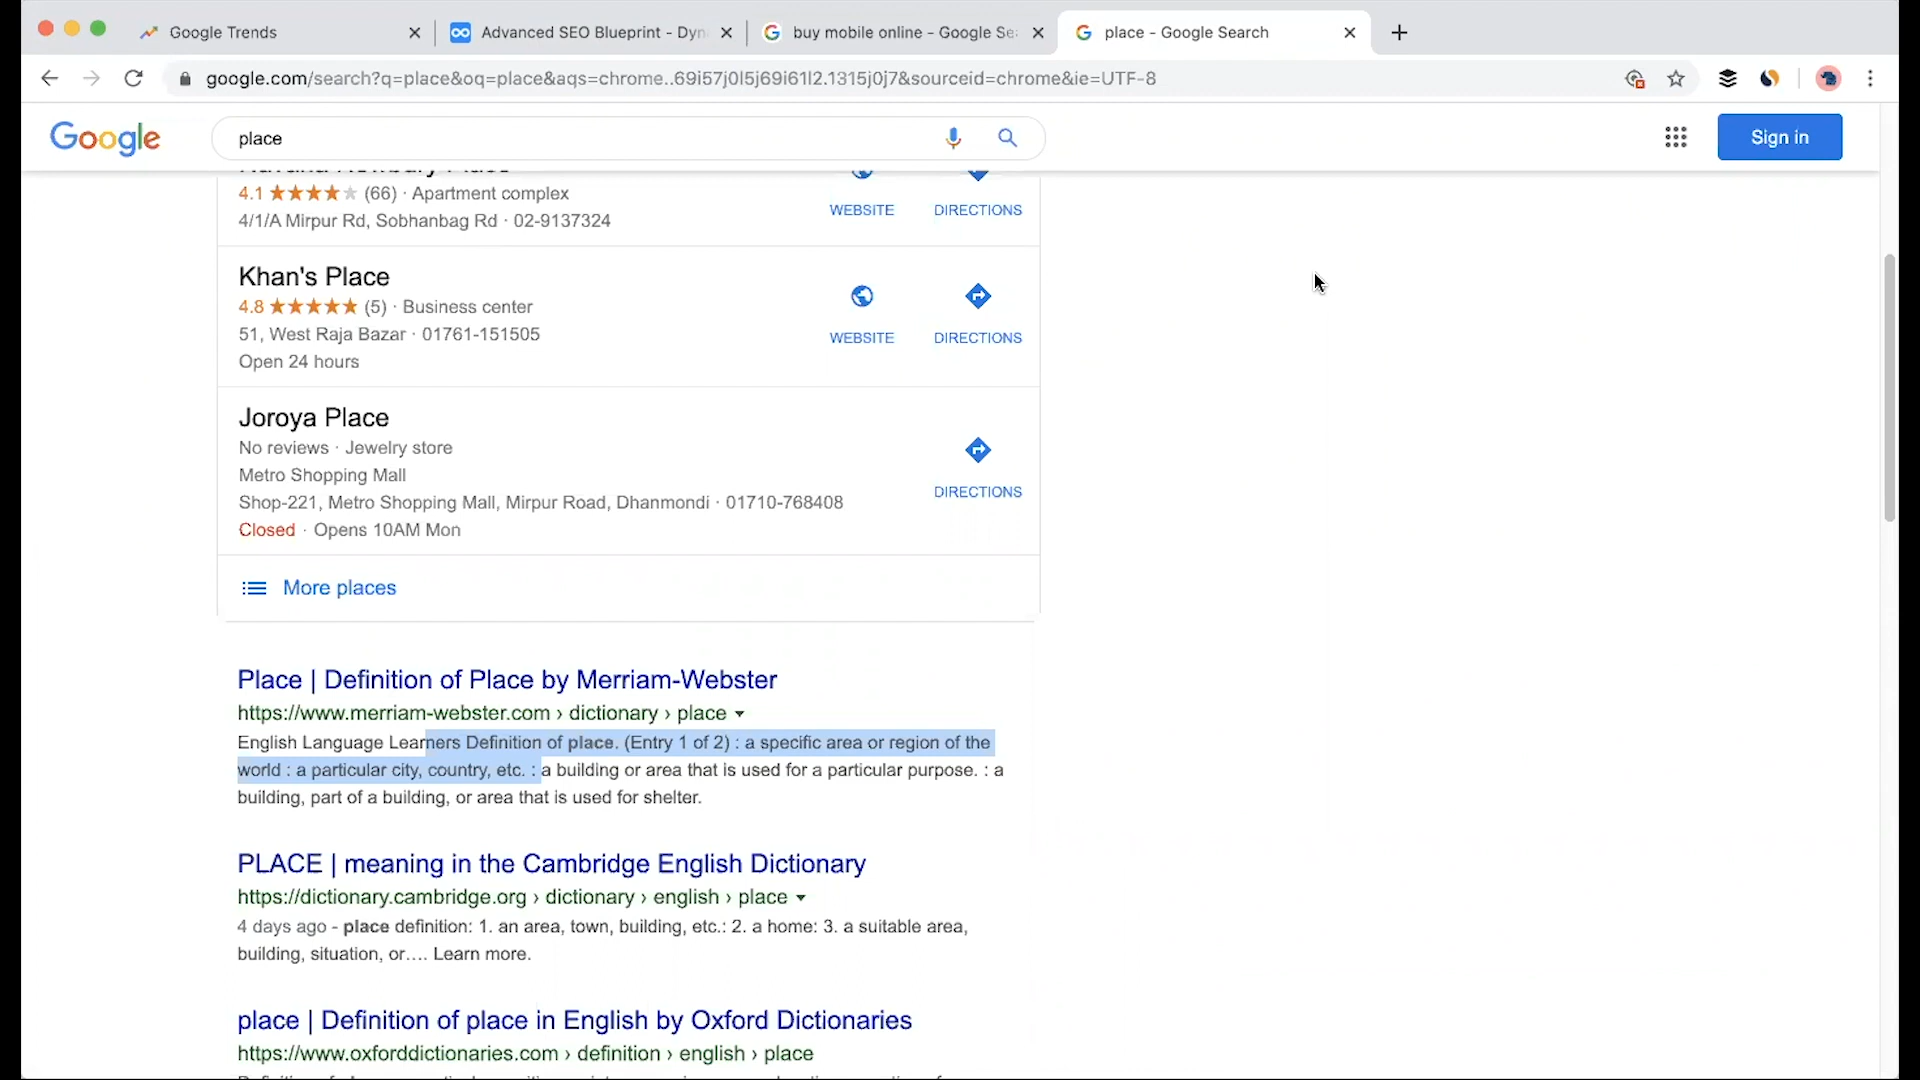 Google Trends
Advanced SEO Blueprint - Dyn
buy mobile online - Google Se
place - Google Search
google.com/search?q=place&oq=place&aqs=chrome..69i57j0l5j69i61l2.1315j0j7&sourceid=chrome&ie=UTF-8
Google
place
Sign in
4.1 (66) · Apartment complex
4/1/A Mirpur Rd, Sobhanbag Rd · 02-9137324
WEBSITE
DIRECTIONS
Khan's Place
4.8 (5) · Business center
51, West Raja Bazar · 01761-151505
Open 24 hours
WEBSITE
DIRECTIONS
Joroya Place
No reviews · Jewelry store
Metro Shopping Mall
Shop-221, Metro Shopping Mall, Mirpur Road, Dhanmondi · 01710-768408
Closed · Opens 10AM Mon
DIRECTIONS
More places
Place | Definition of Place by Merriam-Webster
https://www.merriam-webster.com › dictionary › place
English Language Learners Definition of place. (Entry 1 of 2) : a specific area or region of the
world : a particular city, country, etc. : a building or area that is used for a particular purpose. : a
building, part of a building, or area that is used for shelter.
PLACE | meaning in the Cambridge English Dictionary
https://dictionary.cambridge.org › dictionary › english › place
4 days ago - place definition: 1. an area, town, building, etc.: 2. a home: 3. a suitable area,
building, situation, or…. Learn more.
place | Definition of place in English by Oxford Dictionaries
https://www.oxforddictionaries.com › definition › english › place